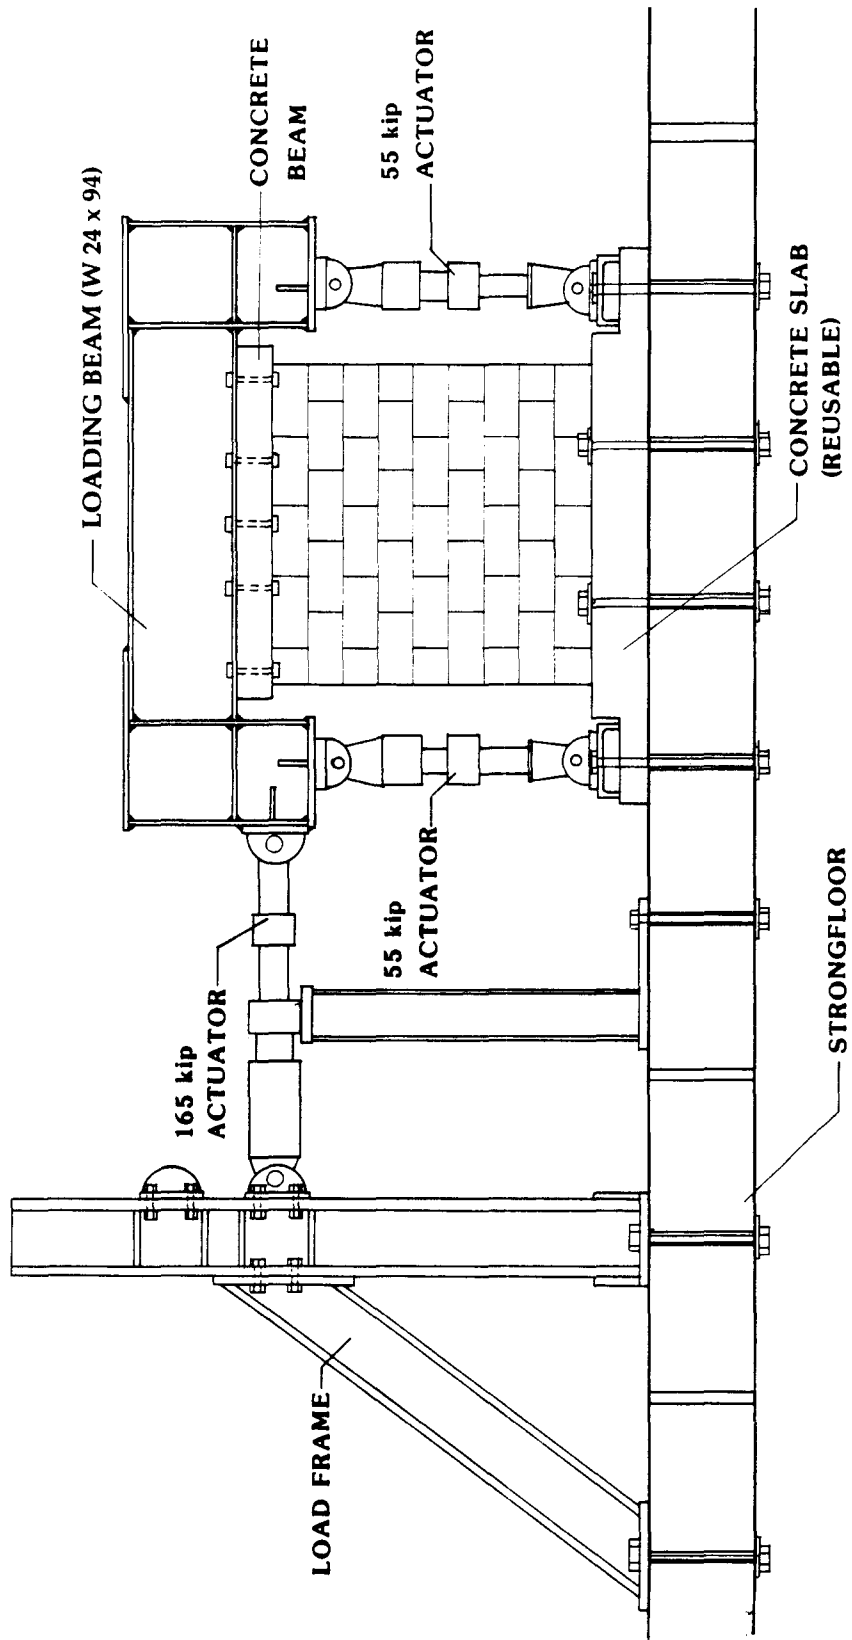 LOADING BEAM (W 24 x 94)
CONCRETE
BEAM
55 kip
ACTUATOR
165 kip
ACTUATOR
55 kip
ACTUATOR
LOAD FRAME
CONCRETE SLAB
(REUSABLE)
STRONGFLOOR